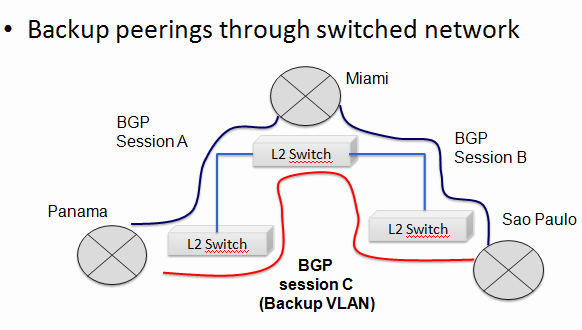 • Backup peerings through switched network
Miami
BGP
Session A
L2 Switch
BGP
Session B
Panama
L2 Switch
L2 Switch
Sao Paulo
BGP
session C
(Backup VLAN)